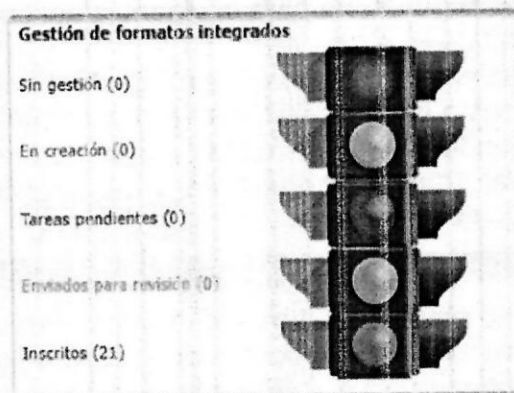 Gestión de formatos integrados
Sin gestión (0)
En creación (0)
Tareas pendientes (0)
Enviados para revisión (0)
Inscritos (21)